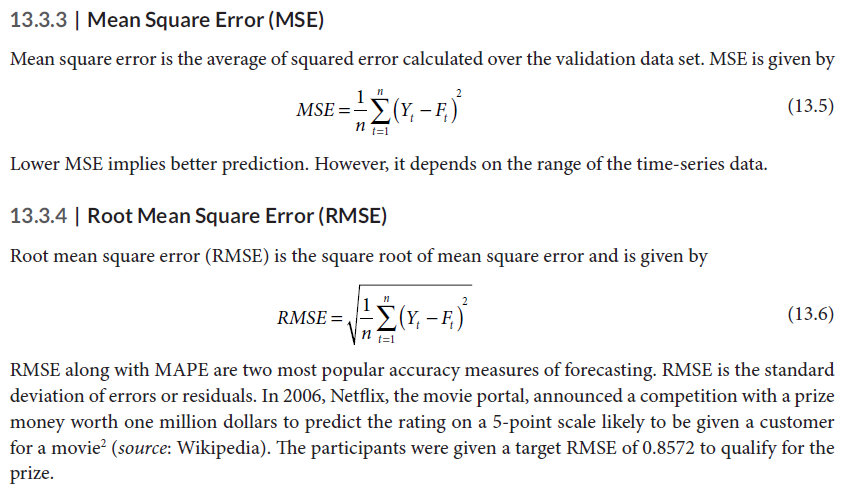 13.3.3 | Mean Square Error (MSE)
Mean square error is the average of squared error calculated over the validation data set. MSE is given by
MSE = \frac{1}{n} \sum_{t=1}^{n} (Y_t - F_t)^2 (13.5)
Lower MSE implies better prediction. However, it depends on the range of the time-series data.
13.3.4 | Root Mean Square Error (RMSE)
Root mean square error (RMSE) is the square root of mean square error and is given by
RMSE = \sqrt{\frac{1}{n} \sum_{t=1}^{n} (Y_t - F_t)^2} (13.6)
RMSE along with MAPE are two most popular accuracy measures of forecasting. RMSE is the standard
deviation of errors or residuals. In 2006, Netflix, the movie portal, announced a competition with a prize
money worth one million dollars to predict the rating on a 5-point scale likely to be given a customer
for a movie² (source: Wikipedia). The participants were given a target RMSE of 0.8572 to qualify for the
prize.